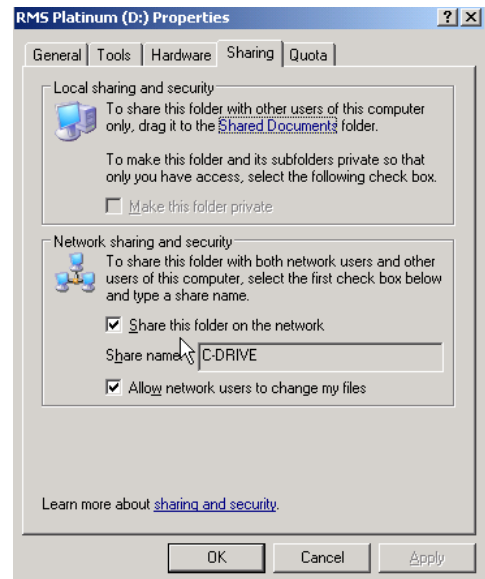 RMS Platinum (D:) Properties
General Tools Hardware Sharing Quota
Local sharing and security
To share this folder with other users of this computer
only, drag it to the Shared Documents folder.
To make this folder and its subfolders private so that
only you have access, select the following check box.
Make this folder private
Network sharing and security
To share this folder with both network users and other
users of this computer, select the first check box below
and type a share name.
Share this folder on the network
Share name: C-DRIVE
Allow network users to change my files
Learn more about sharing and security.
OK Cancel Apply